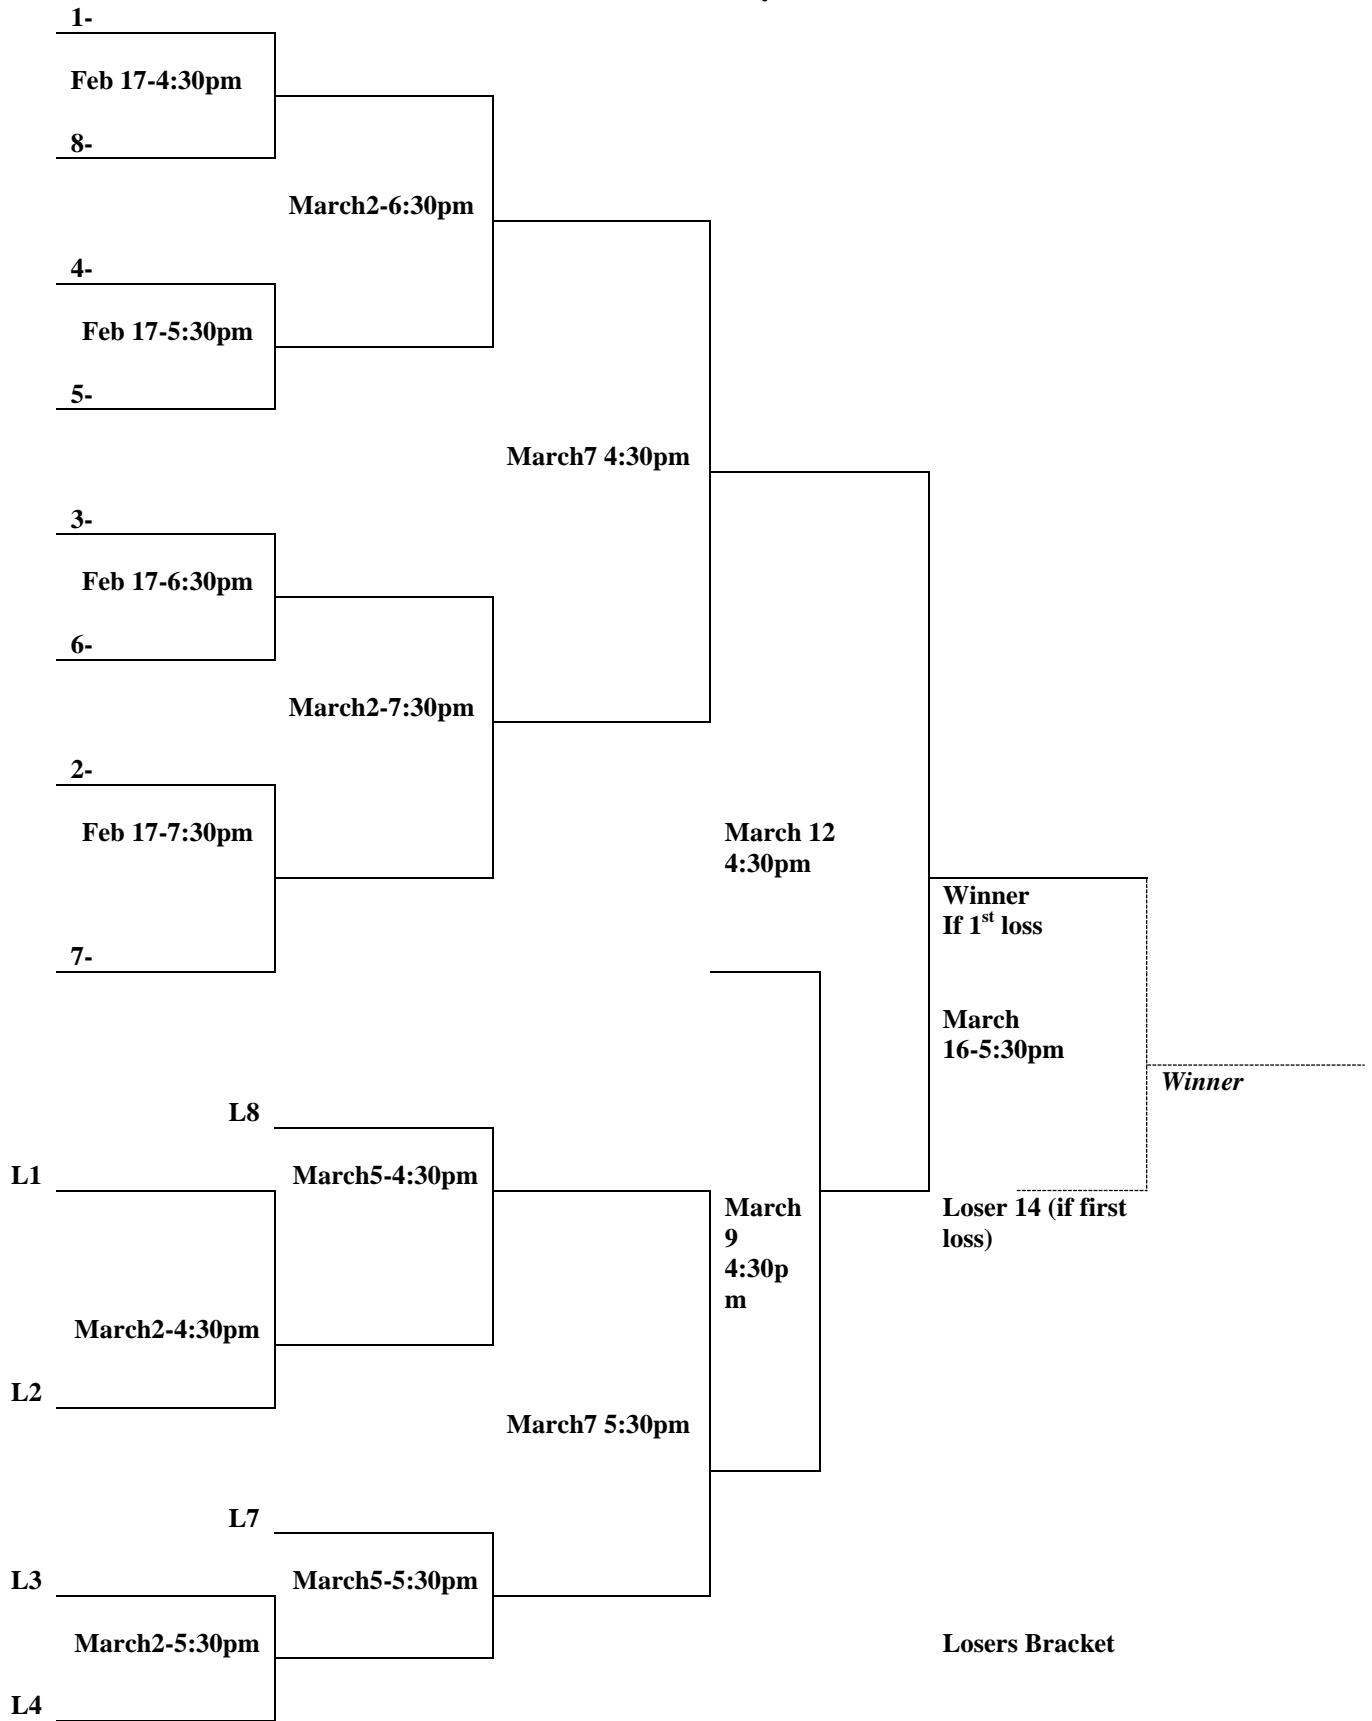 1-
Feb 17-4:30pm
8-
March2-6:30pm
4-
Feb 17-5:30pm
5-
March7 4:30pm
3-
Feb 17-6:30pm
6-
March2-7:30pm
2-
Feb 17-7:30pm
March 12
4:30pm
Winner
If 1st loss
7-
March
16-5:30pm
Winner
L8
L1
March5-4:30pm
March
9
4:30p
m
Loser 14 (if first
loss)
March2-4:30pm
L2
March7 5:30pm
L7
L3
March5-5:30pm
March2-5:30pm
Losers Bracket
L4